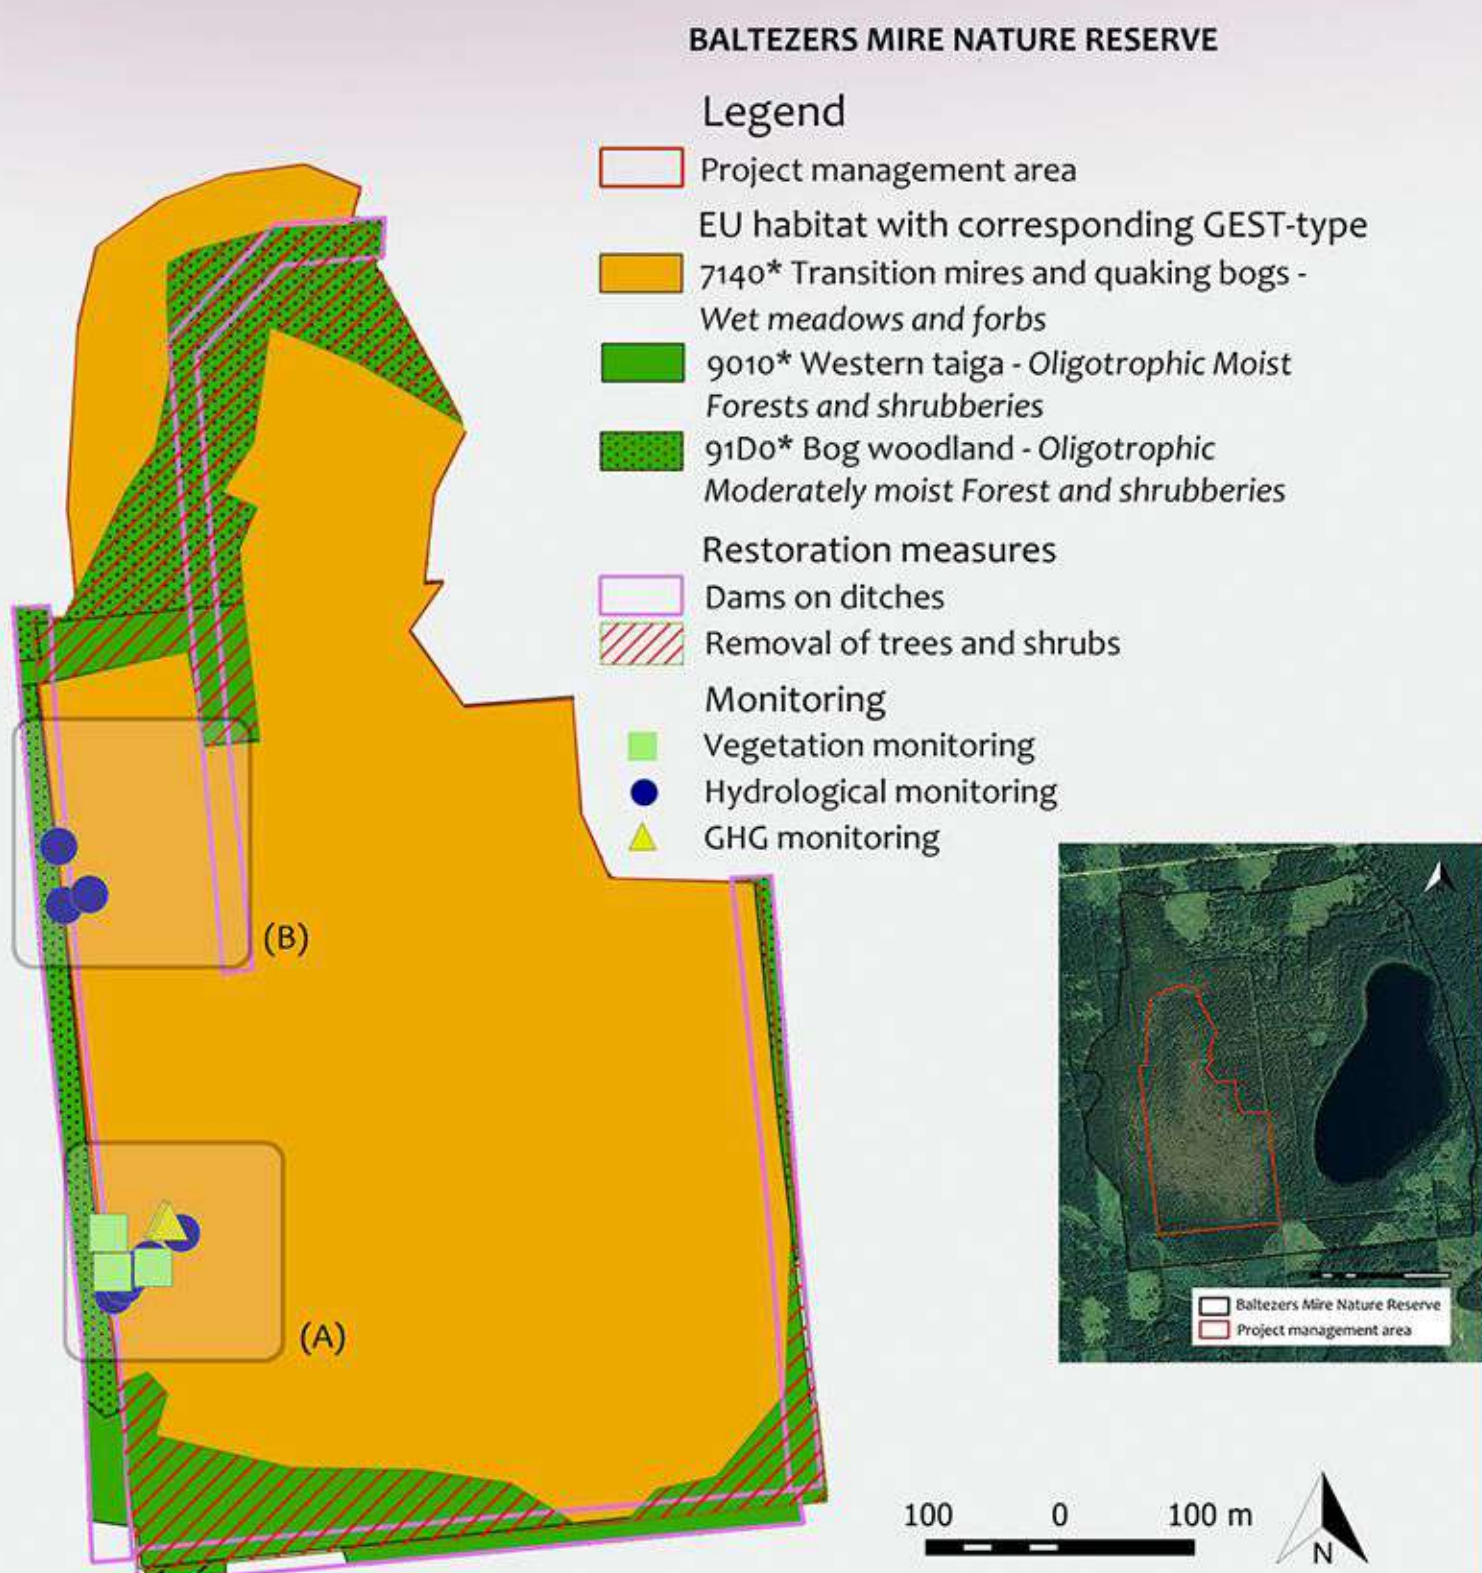 BALTEZERS MIRE NATURE RESERVE
Legend
Project management area
EU habitat with corresponding GEST-type
7140* Transition mires and quaking bogs -
Wet meadows and forbs
9010* Western taiga - Oligotrophic Moist
Forests and shrubberies
91D0* Bog woodland - Oligotrophic
Moderately moist Forest and shrubberies
Restoration measures
Dams on ditches
Removal of trees and shrubs
Monitoring
Vegetation monitoring
Hydrological monitoring
GHG monitoring
(B)
(A)
Baltezers Mire Nature Reserve
Project management area
100 0 100 m
N